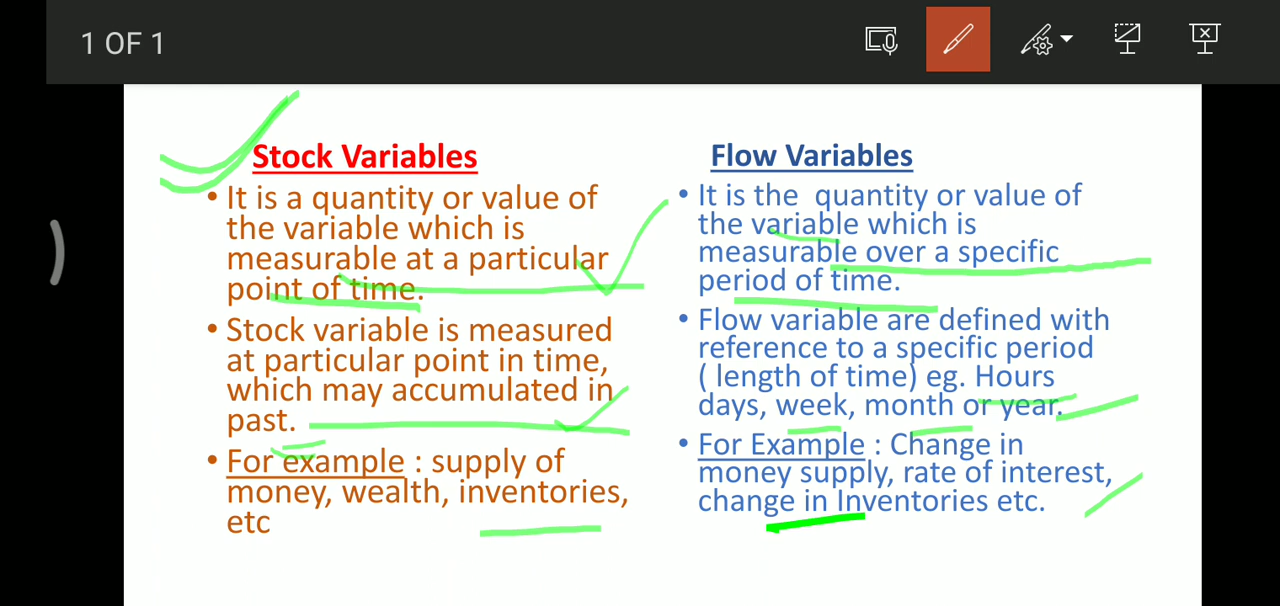 1 OF 1
Stock Variables
• It is a quantity or value of
the variable which is
measurable at a particular
point of time.
• Stock variable is measured
at particular point in time,
which may accumulated in
past.
• For example : supply of
money, wealth, inventories,
etc
Flow Variables
• It is the quantity or value of
the variable which is
measurable over a specific
period of time.
• Flow variable are defined with
reference to a specific period
( length of time) eg. Hours
days, week, month or year.
• For Example : Change in
money supply, rate of interest,
change in Inventories etc.